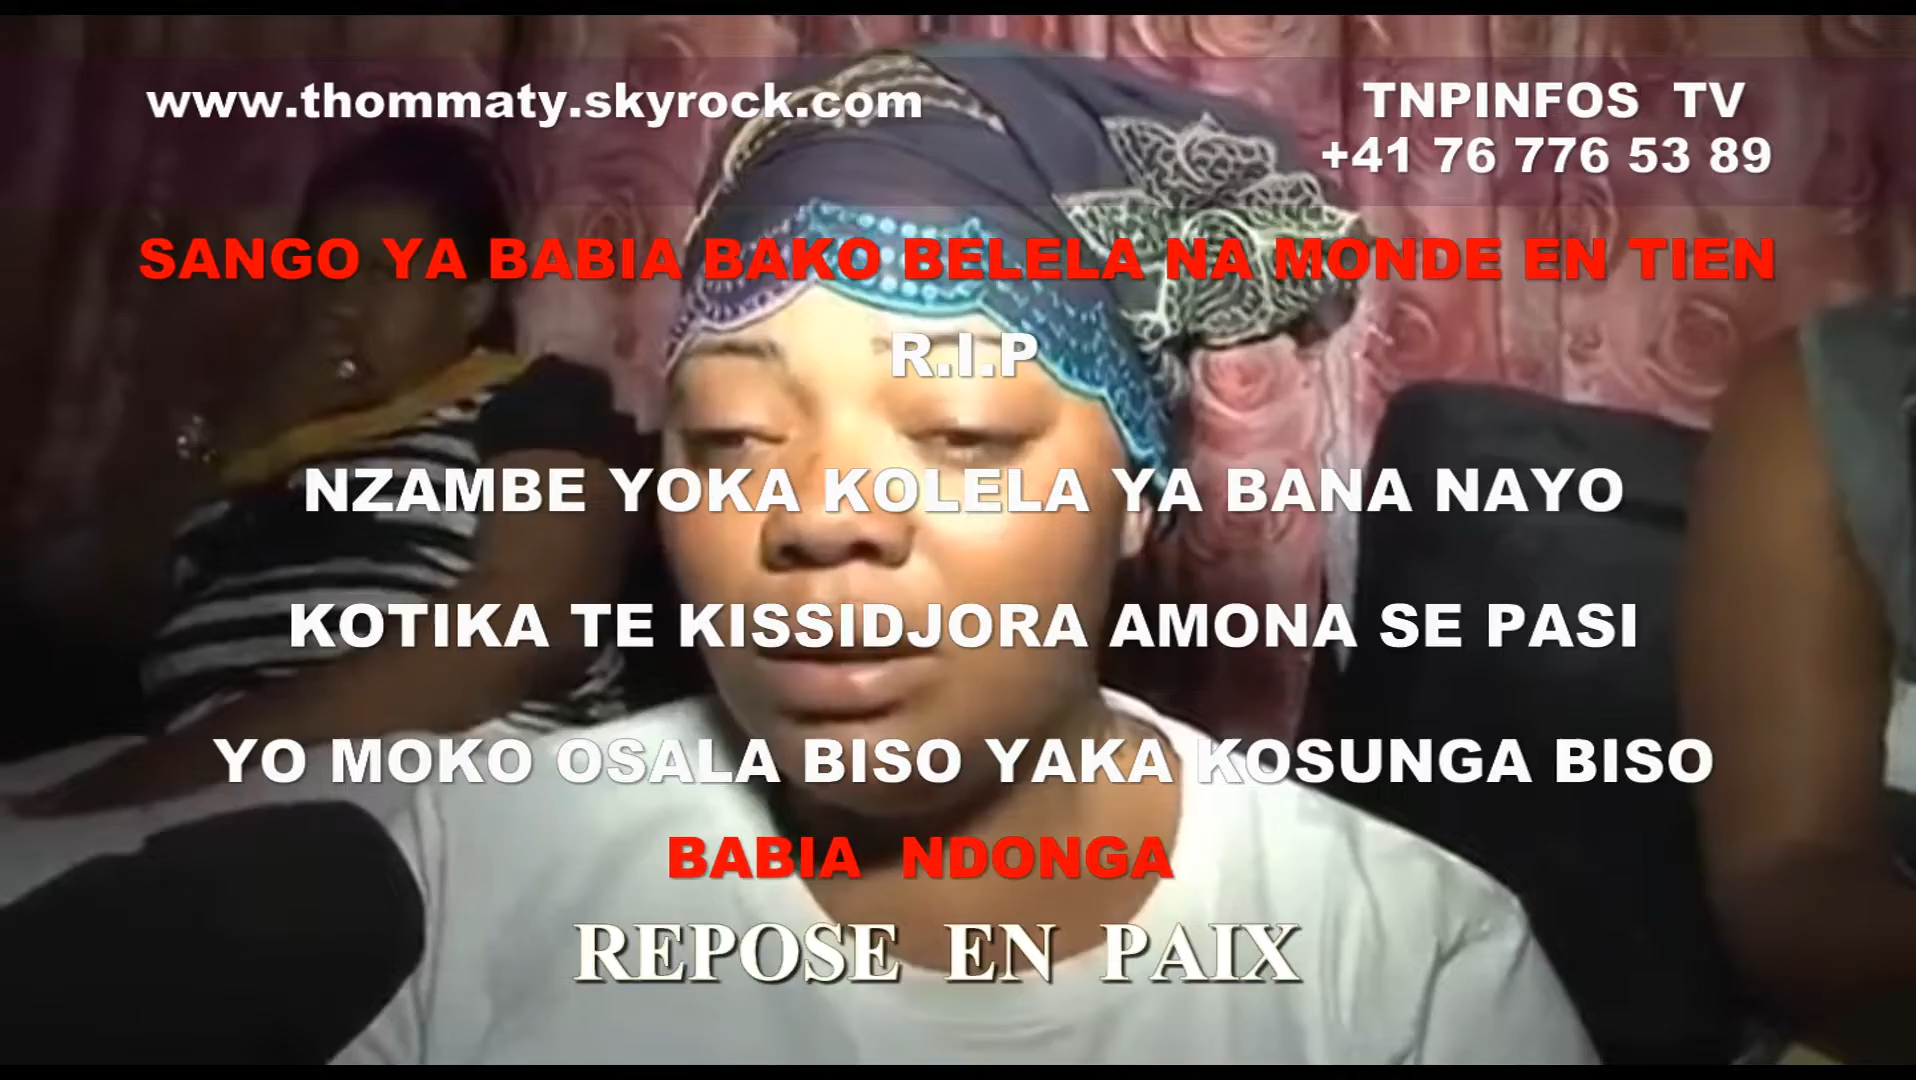 www.thommaty.skyrock.com
TNPINFOS TV
+41 76 776 53 89
SANGO YA BABIA BAKO BELELA NA MONDE EN TIEN
R.I.P
NZAMBE YOKA KOLELA YA BANA NAYO
KOTIKA TE KISSIDJORA AMONA SE PASI
YO MOKO OSALA BISO YAKA KOSUNGA BISO
BABIA NDONGA
REPOSE EN PAIX